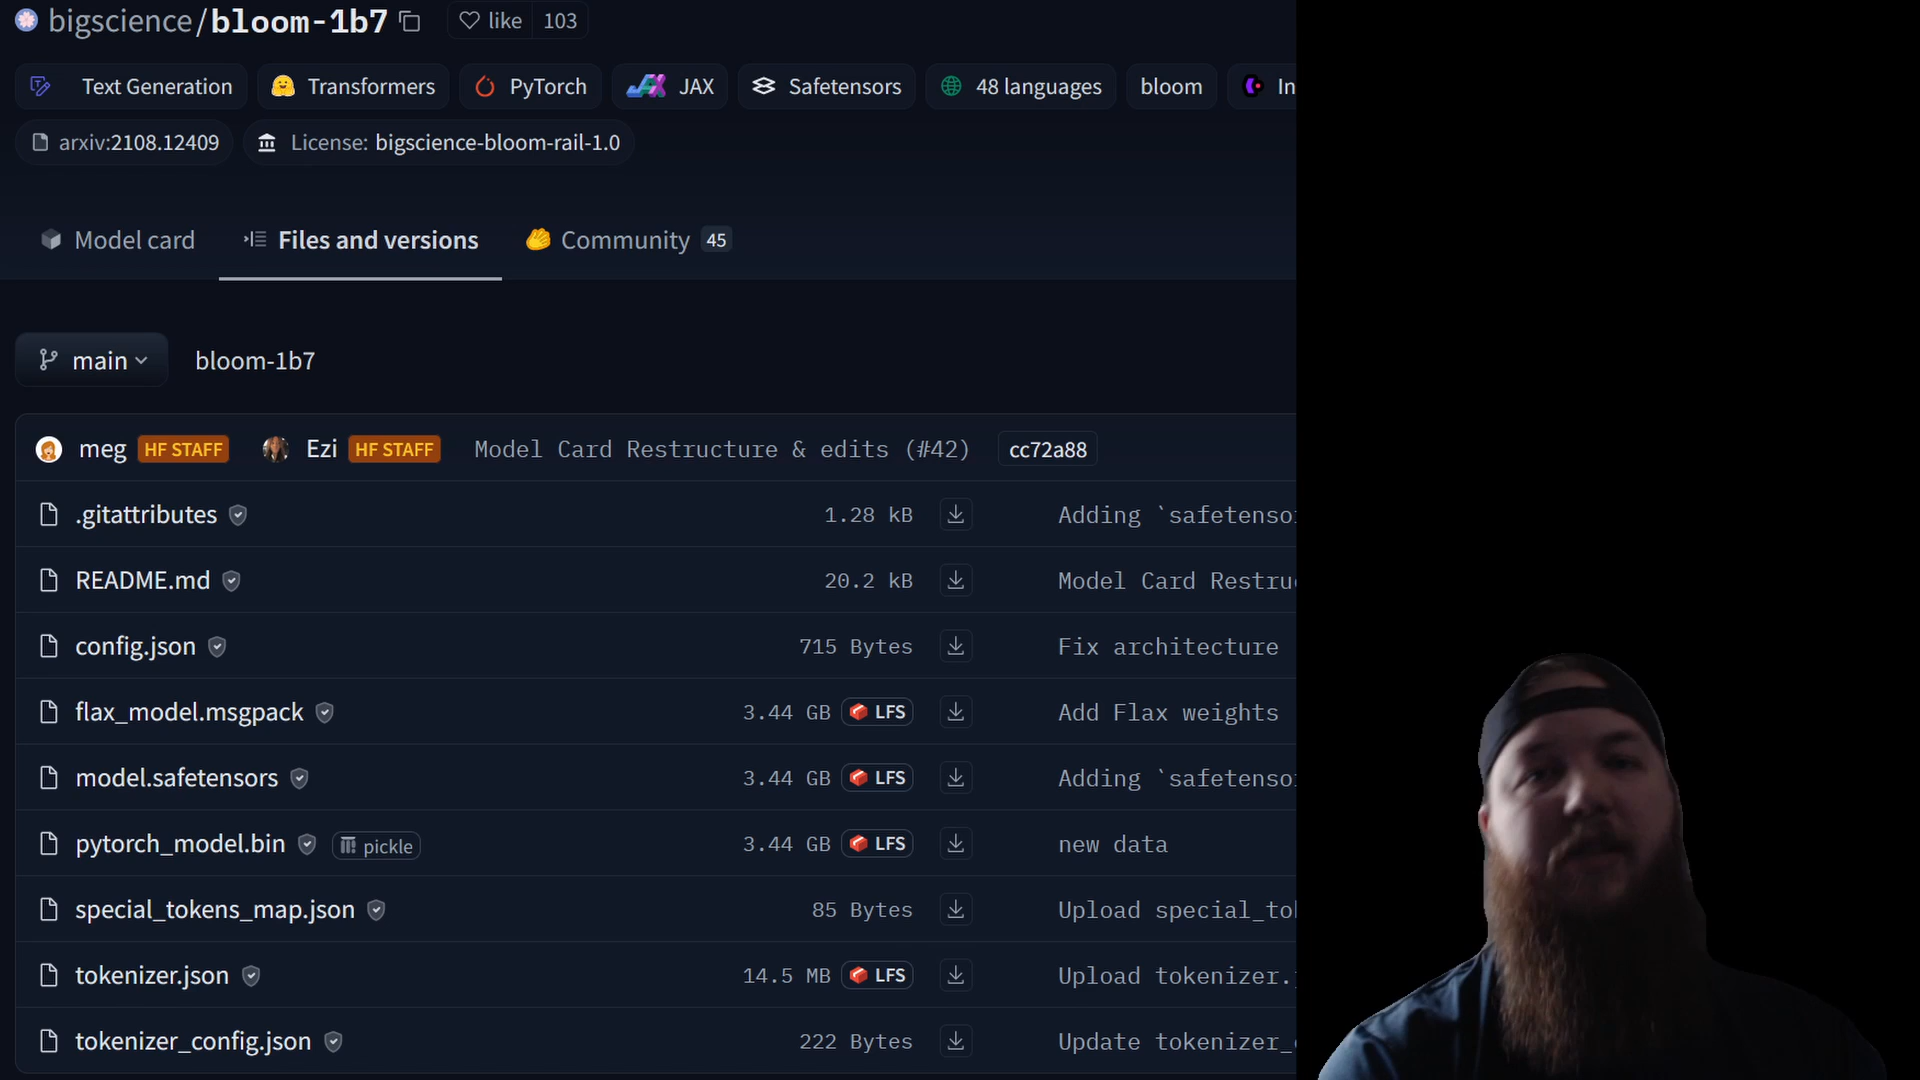 bigscience/bloom-1b7 like 103
Text Generation Transformers PyTorch JAX Safetensors 48 languages bloom In
arxiv:2108.12409 License: bigscience-bloom-rail-1.0
Model card Files and versions Community 45
main bloom-1b7
meg HF STAFF Ezi HF STAFF Model Card Restructure & edits (#42) cc72a88
.gitattributes 1.28 kB Adding `safetenso
README.md 20.2 kB Model Card Restru
config.json 715 Bytes Fix architecture
flax_model.msgpack 3.44 GB LFS Add Flax weights
model.safetensors 3.44 GB LFS Adding `safetenso
pytorch_model.bin pickle 3.44 GB LFS new data
special_tokens_map.json 85 Bytes Upload special_to
tokenizer.json 14.5 MB LFS Upload tokenizer.
tokenizer_config.json 222 Bytes Update tokenizer_